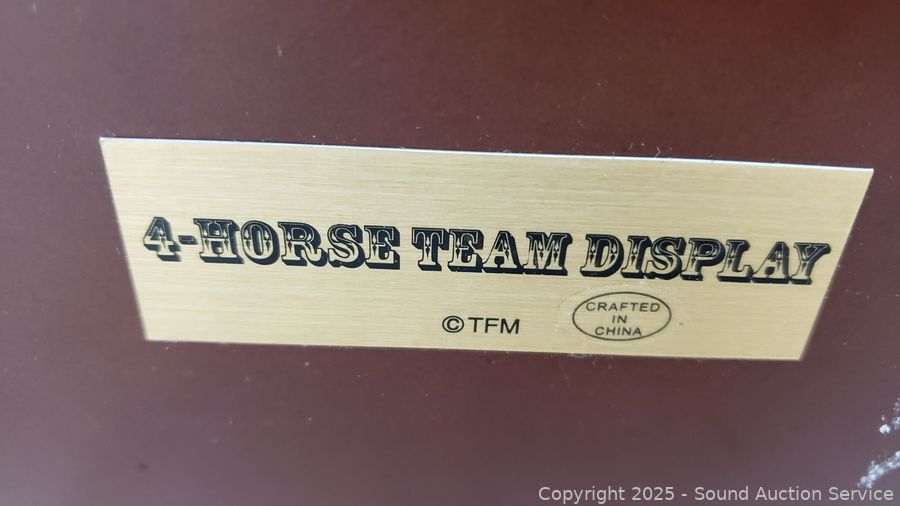 4-HORSE TEAM DISPLAY
©TFM
CRAFTED
IN
CHINA
Copyright 2025 - Sound Auction Service